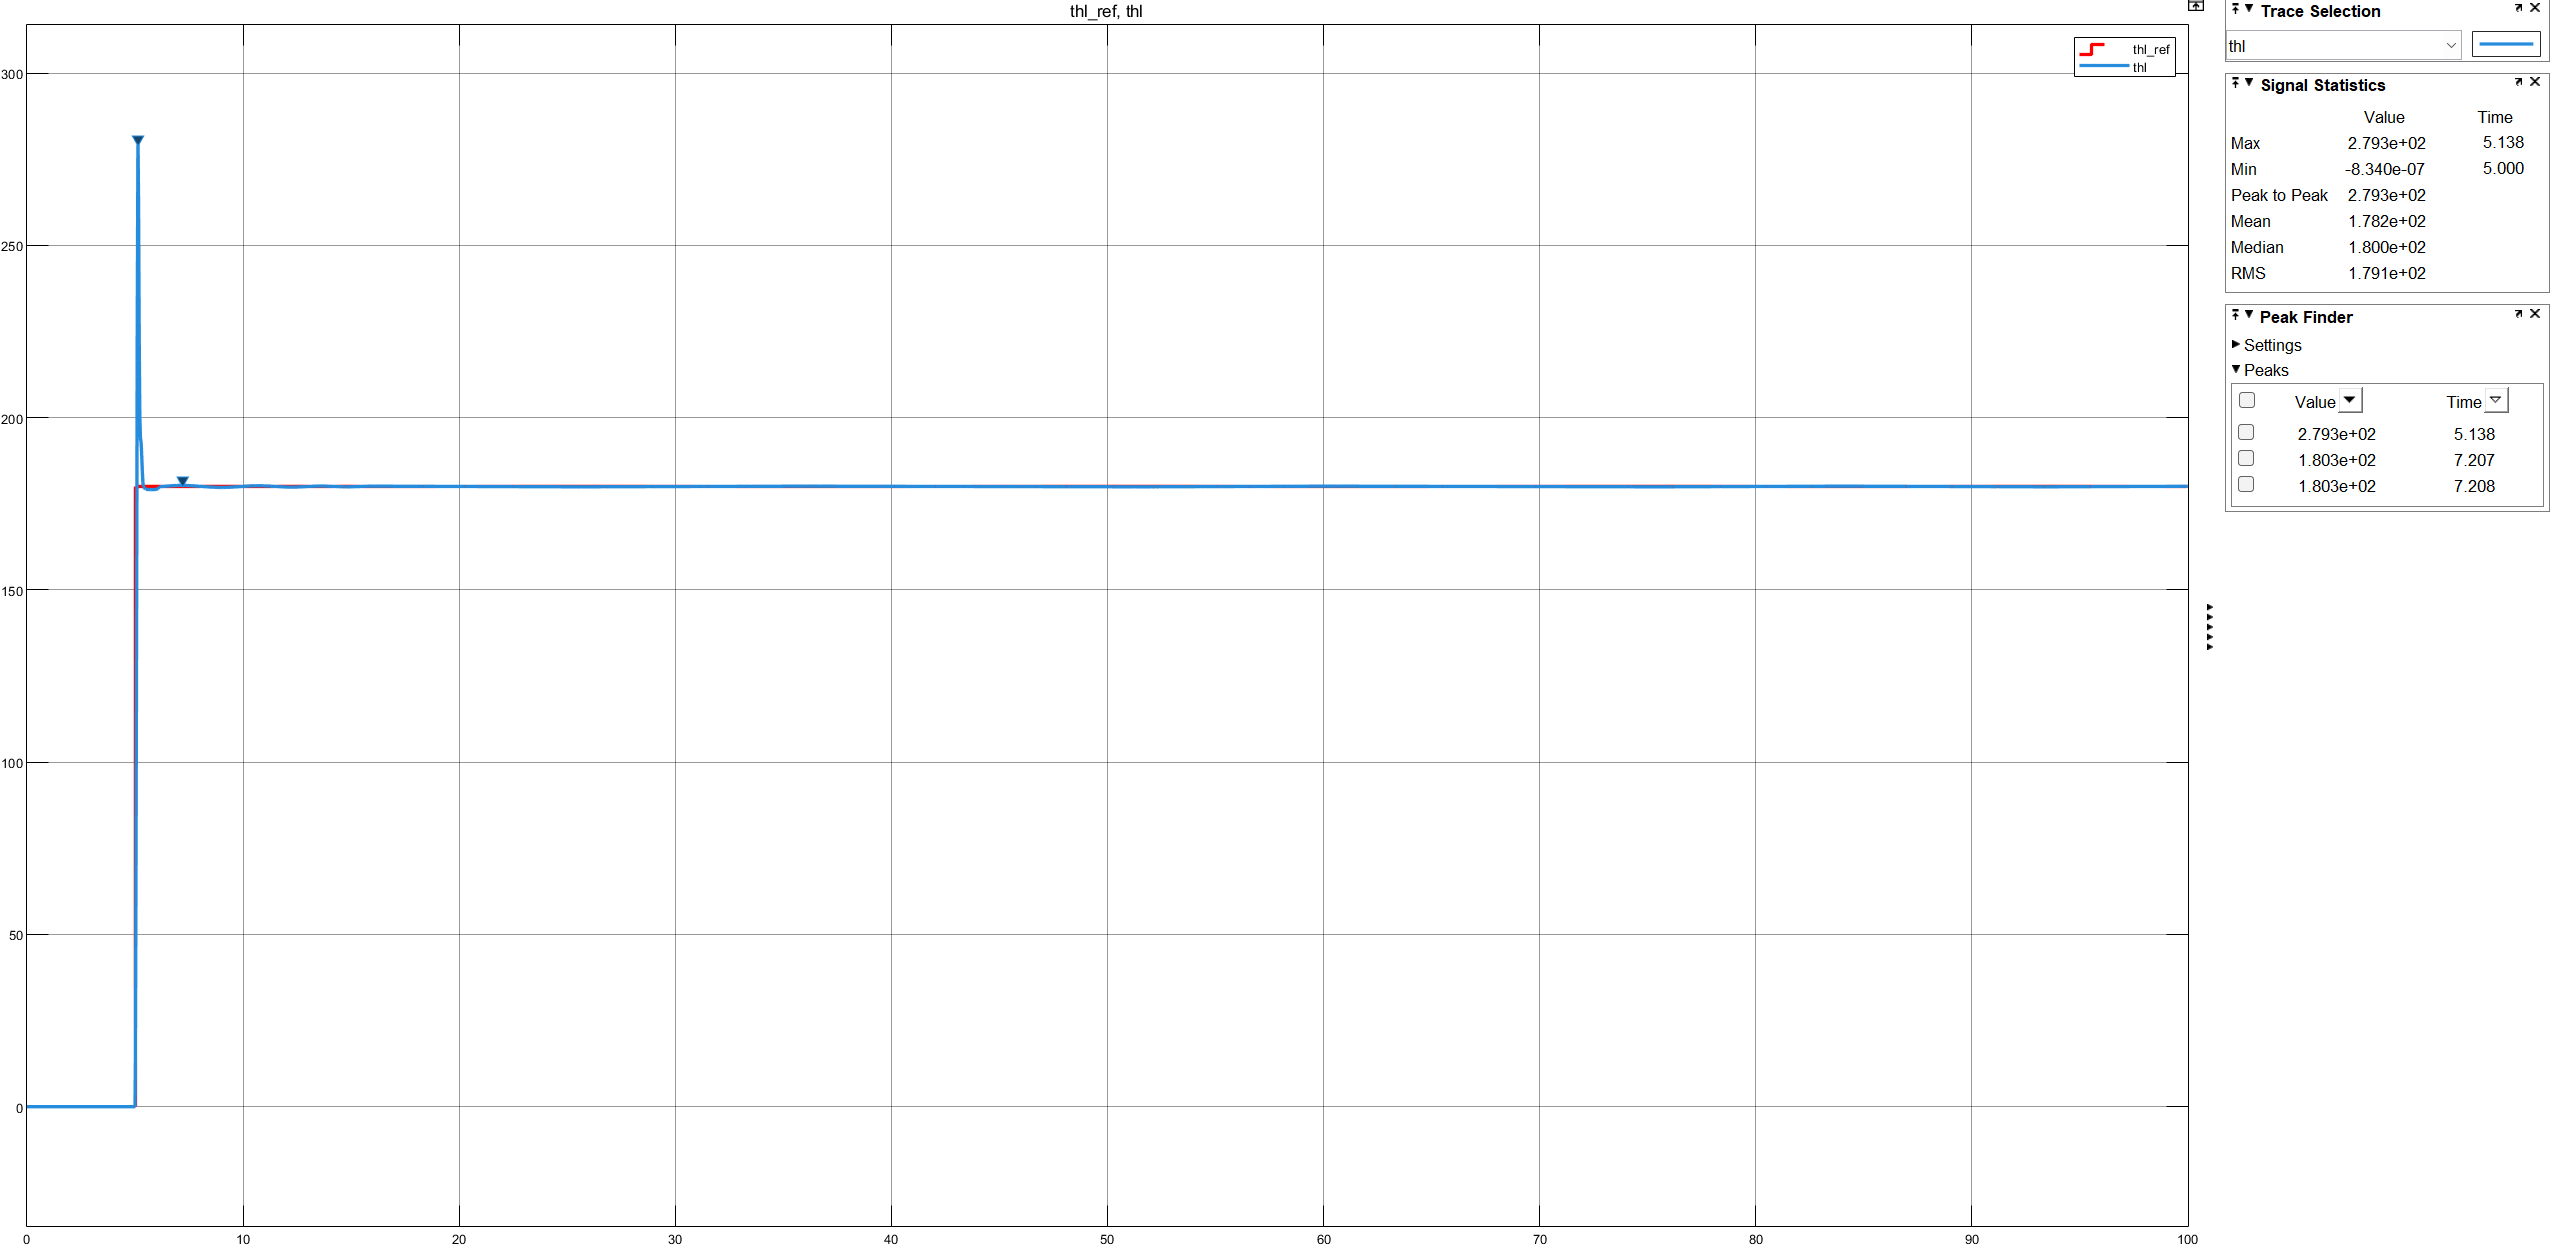 thl_ref, thl
thl_ref
thl
300
250
200
150
100
50
0
0 10 20 30 40 50 60 70 80 90 100
Trace Selection
thl
Signal Statistics
Value Time
Max 2.793e+02 5.138
Min -8.340e-07 5.000
Peak to Peak 2.793e+02
Mean 1.782e+02
Median 1.800e+02
RMS 1.791e+02
Peak Finder
Settings
Peaks
Value Time
2.793e+02 5.138
1.803e+02 7.207
1.803e+02 7.208